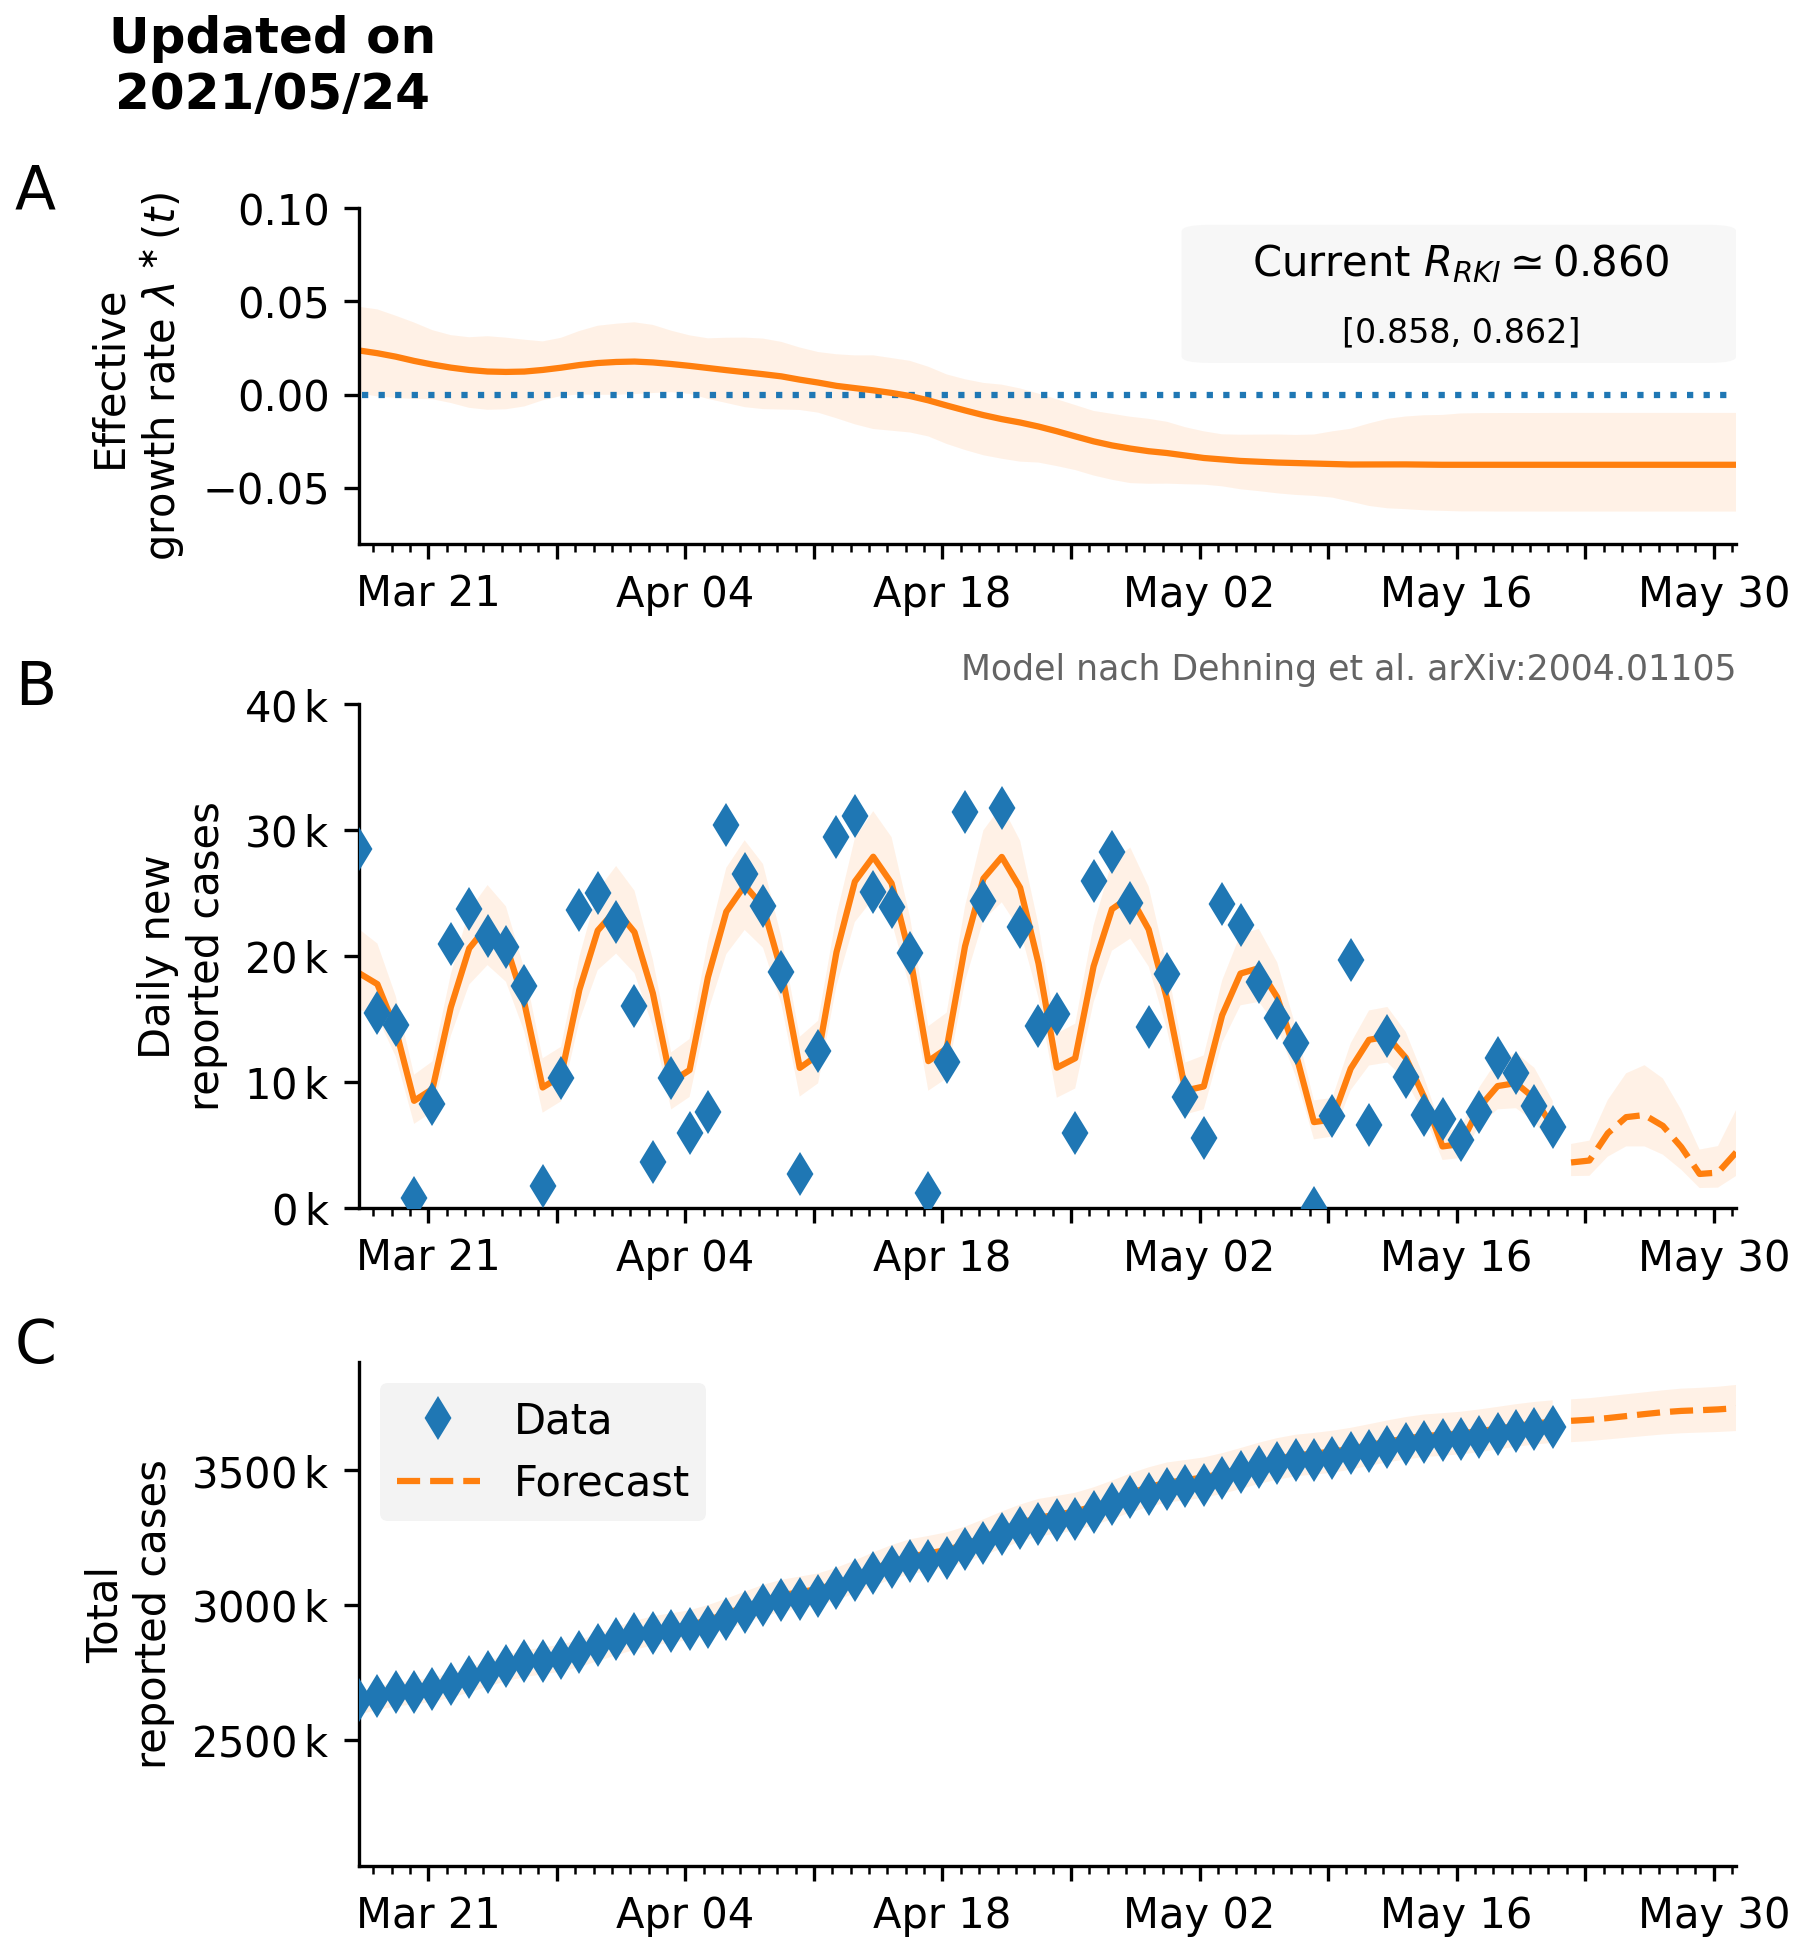 Updated on
2021/05/24
A
Effective
growth rate λ * (t)
0.10
0.05
0.00
−0.05
Current R_RKI ≃ 0.860
[0.858, 0.862]
Mar 21 Apr 04 Apr 18 May 02 May 16 May 30
Model nach Dehning et al. arXiv:2004.01105
B
Daily new
reported cases
40 k
30 k
20 k
10 k
0 k
Mar 21 Apr 04 Apr 18 May 02 May 16 May 30
C
Total
reported cases
3500 k
3000 k
2500 k
Data
Forecast
Mar 21 Apr 04 Apr 18 May 02 May 16 May 30